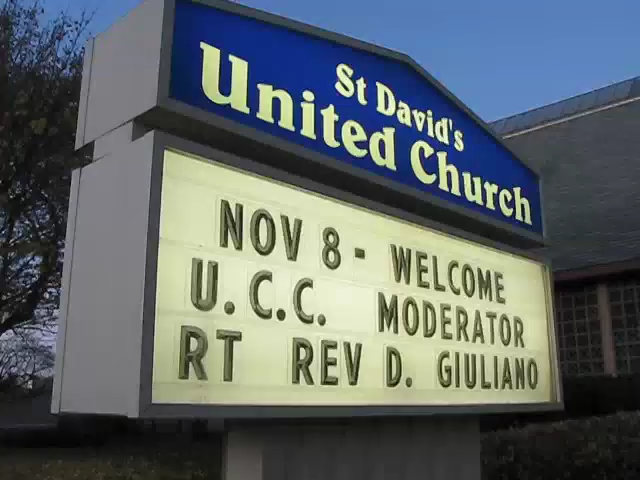 St David's
United Church
NOV 8 - WELCOME
U.C.C. MODERATOR
RT REV D. GIULIANO